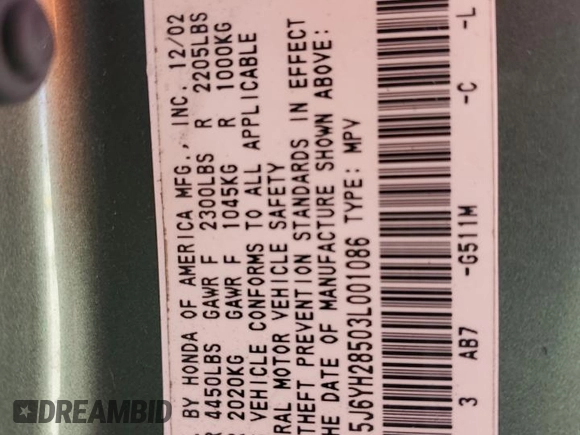 BY HONDA OF AMERICA MFG., INC. 12/02
4450LBS GAWR F 2300LBS R 2205LBS
2020KG GAWR F 1045KG R 1000KG
VEHICLE CONFORMS TO ALL APPLICABLE
MOTOR VEHICLE SAFETY
THEFT PREVENTION STANDARDS IN EFFECT
THE DATE OF MANUFACTURE SHOWN ABOVE:
5J6YH28503L001086 TYPE: MPV
3 AB7 -G511M -C -L
DREAMBID